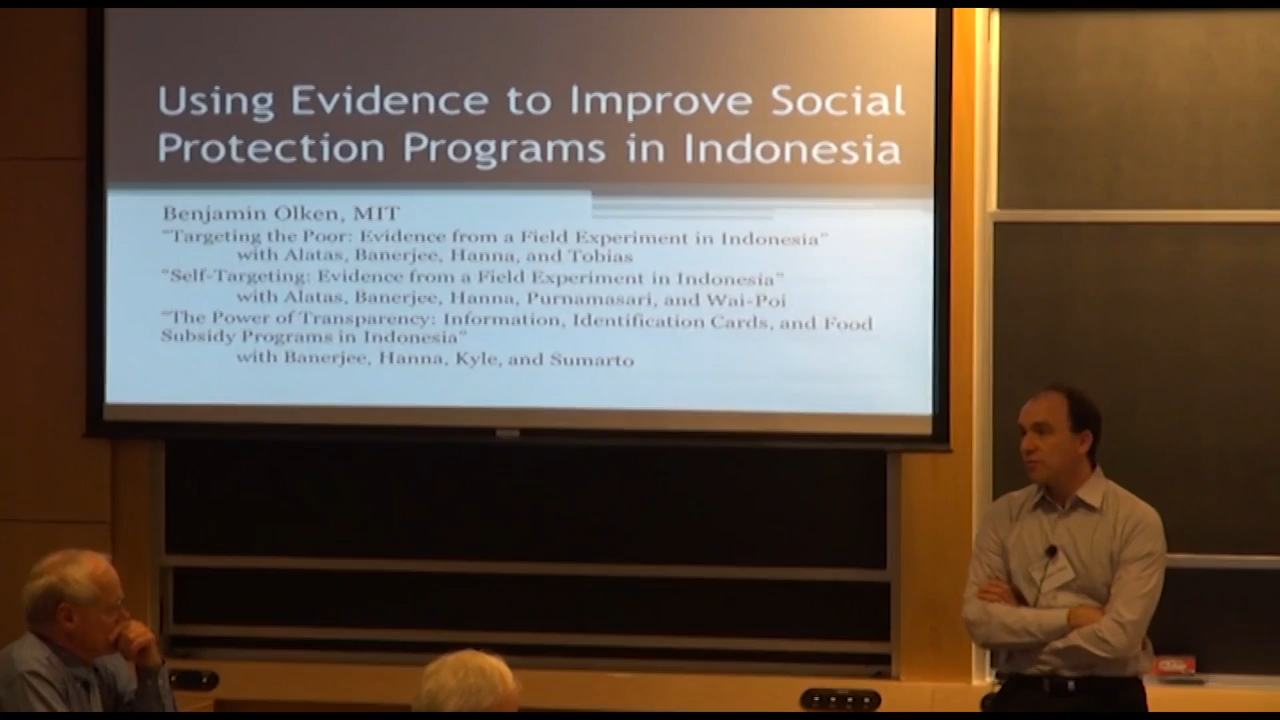 Using Evidence to Improve Social
Protection Programs in Indonesia
Benjamin Olken, MIT
"Targeting the Poor: Evidence from a Field Experiment in Indonesia"
with Alatas, Banerjee, Hanna, and Tobias
"Self-Targeting: Evidence from a Field Experiment in Indonesia"
with Alatas, Banerjee, Hanna, Purnamasari, and Wai-Poi
"The Power of Transparency: Information, Identification Cards, and Food
Subsidy Programs in Indonesia"
with Banerjee, Hanna, Kyle, and Sumarto